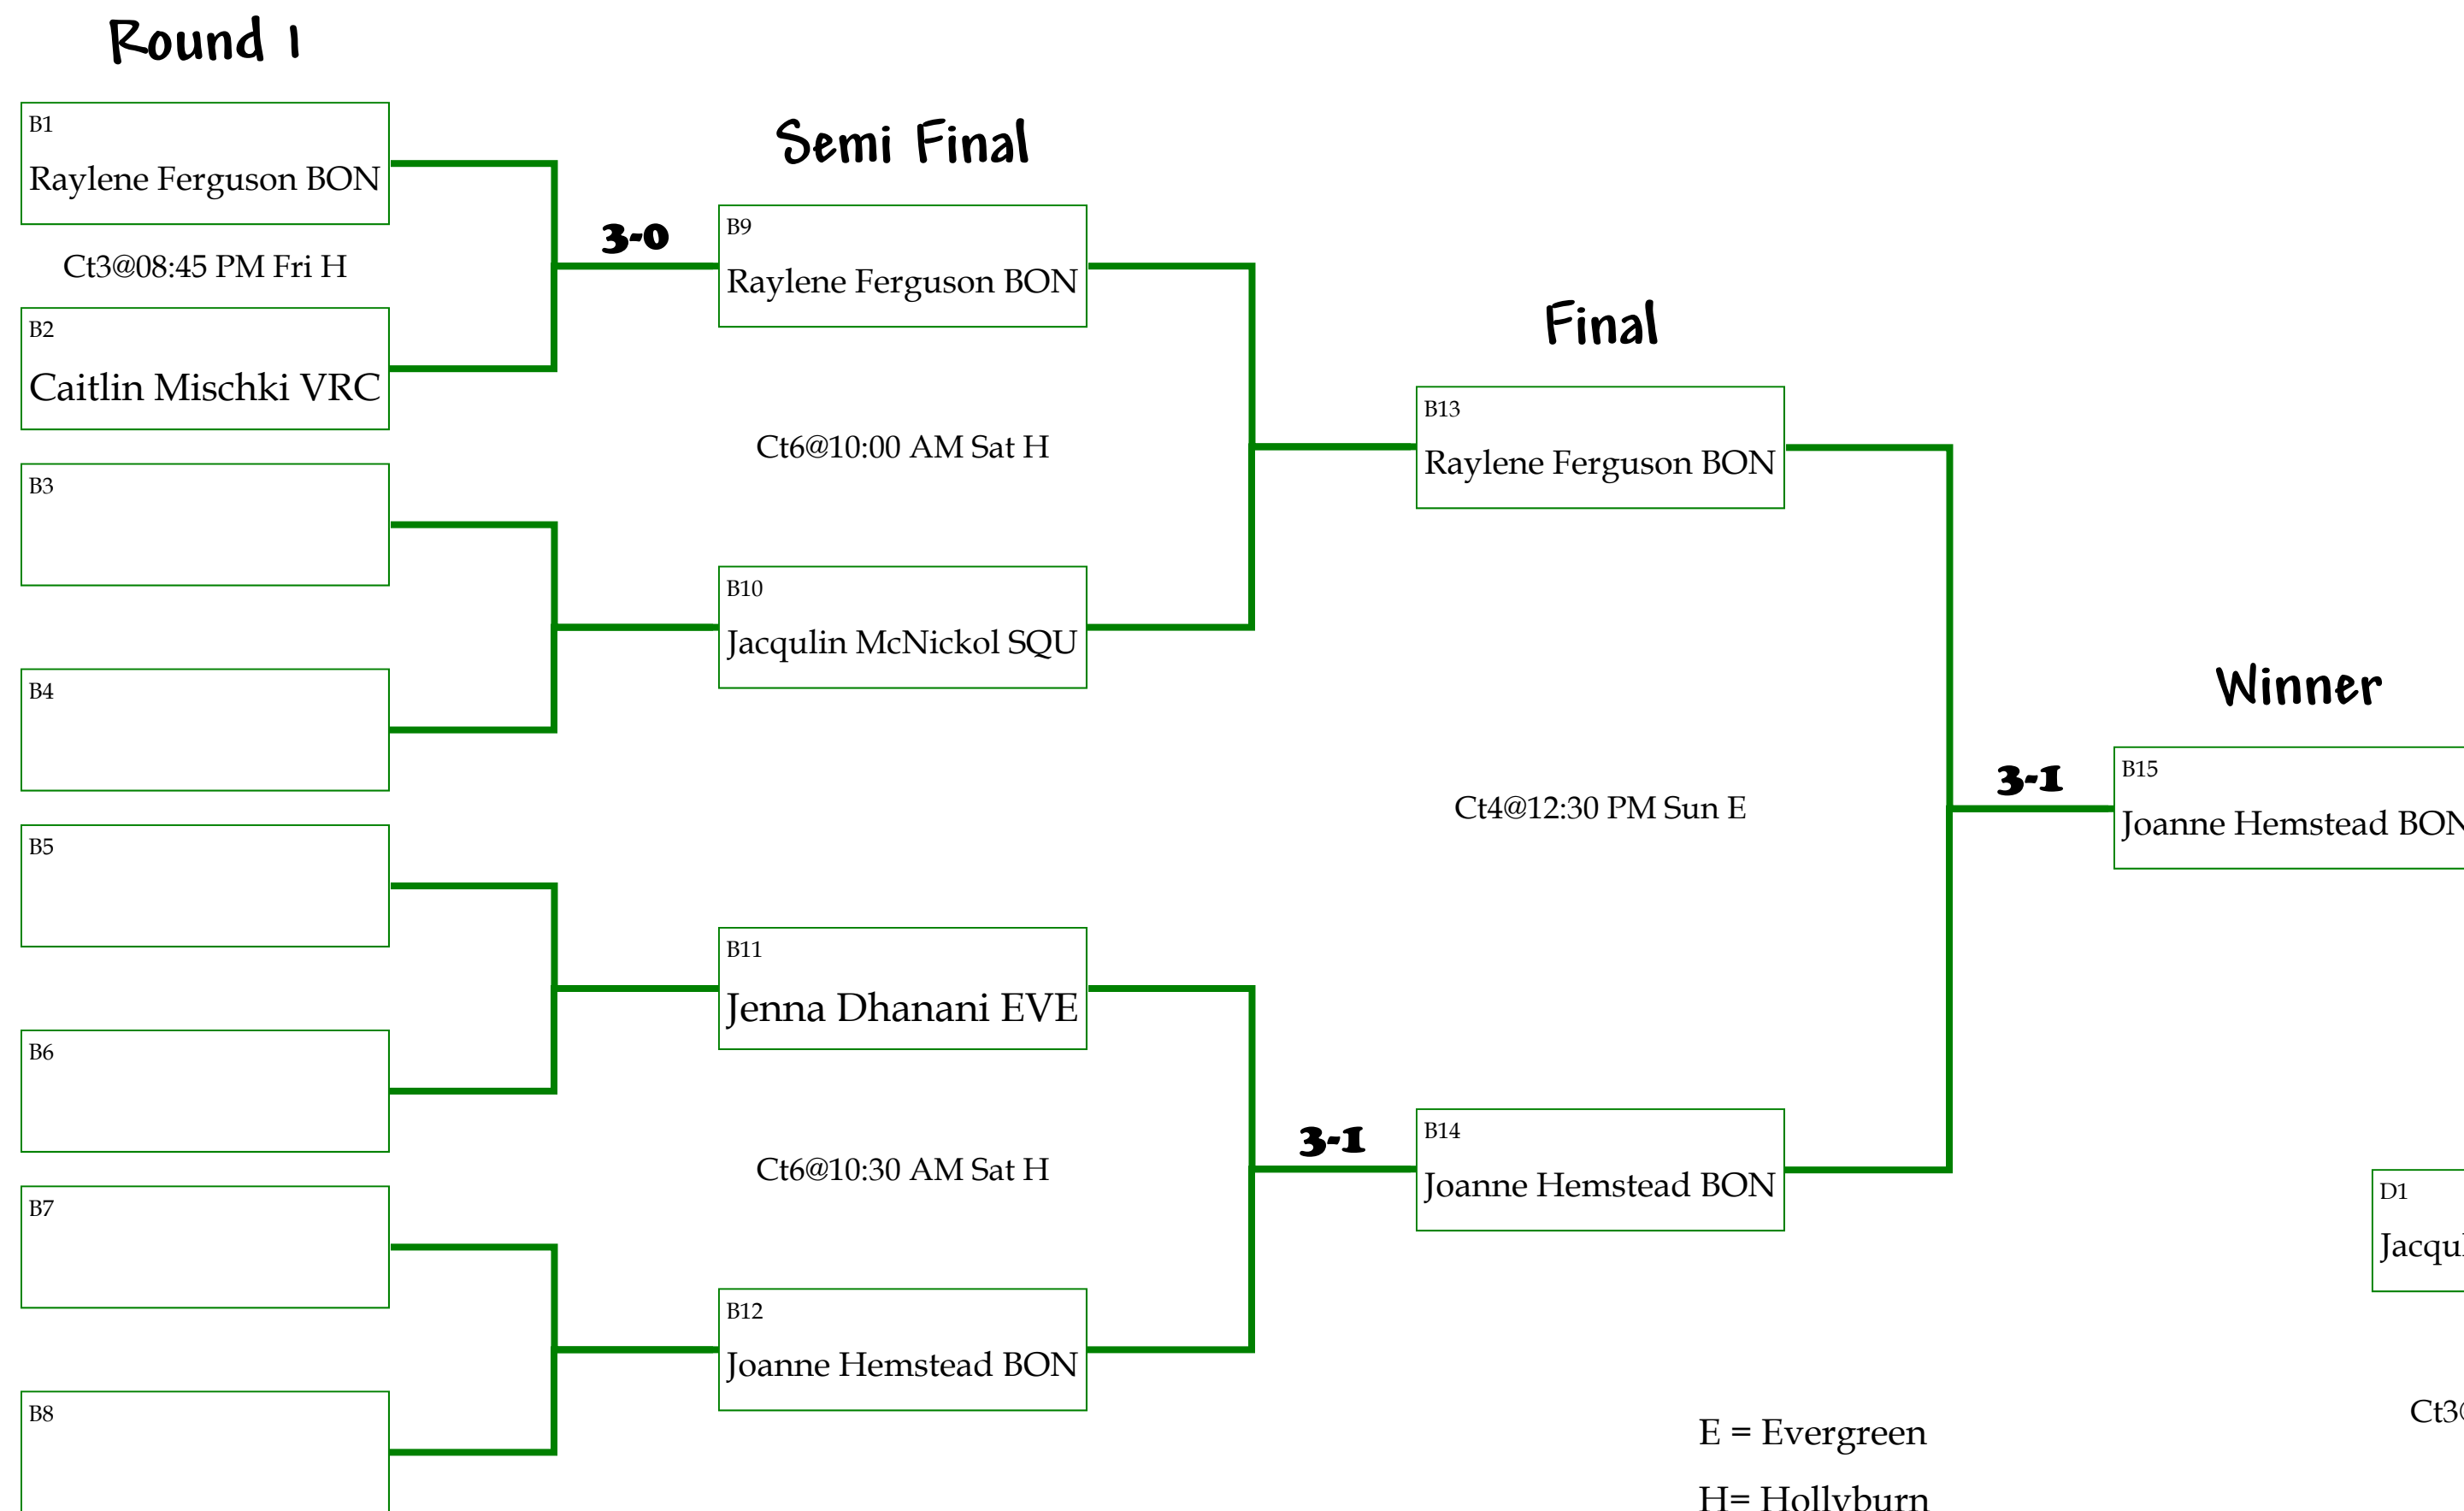 Round 1
B1
Raylene Ferguson BON
Ct3@08:45 PM Fri H
B2
Caitlin Mischki VRC
B3
B4
B5
B6
B7
B8
Semi Final
3-0
B9
Raylene Ferguson BON
Ct6@10:00 AM Sat H
B10
Jacqulin McNickol SQU
B11
Jenna Dhanani EVE
Ct6@10:30 AM Sat H
B12
Joanne Hemstead BON
Final
B13
Raylene Ferguson BON
Ct4@12:30 PM Sun E
3-1
B14
Joanne Hemstead BON
Winner
3-1
B15
Joanne Hemstead BON
D1
Jacqul
Ct3@
E = Evergreen
H= Hollyburn